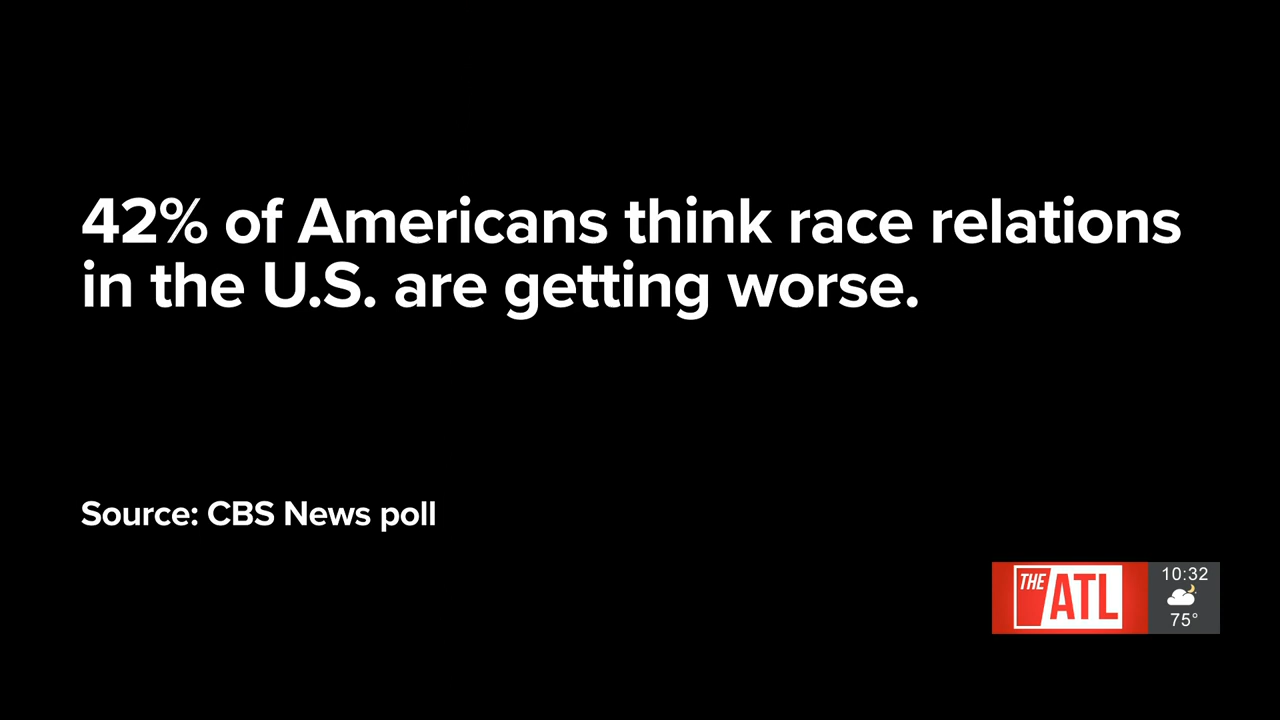 42% of Americans think race relations
in the U.S. are getting worse.
Source: CBS News poll
THE ATL
10:32
75°